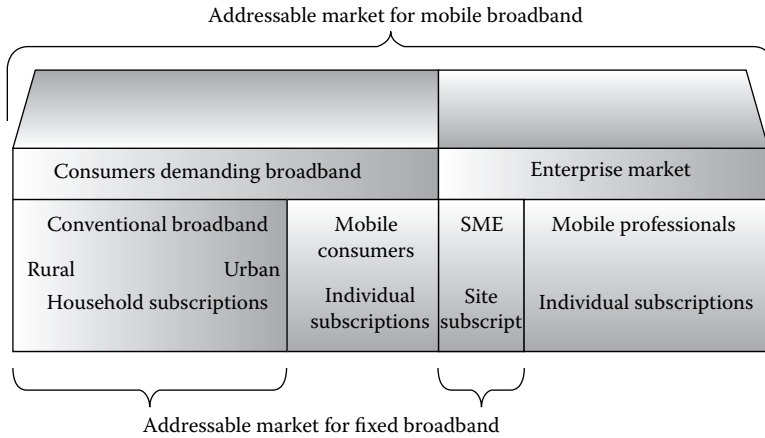 Addressable market for mobile broadband
Consumers demanding broadband
Enterprise market
Conventional broadband
Rural
Urban
Household subscriptions
Mobile
consumers
Individual
subscriptions
SME
Site
subscript
Mobile professionals
Individual subscriptions
Addressable market for fixed broadband